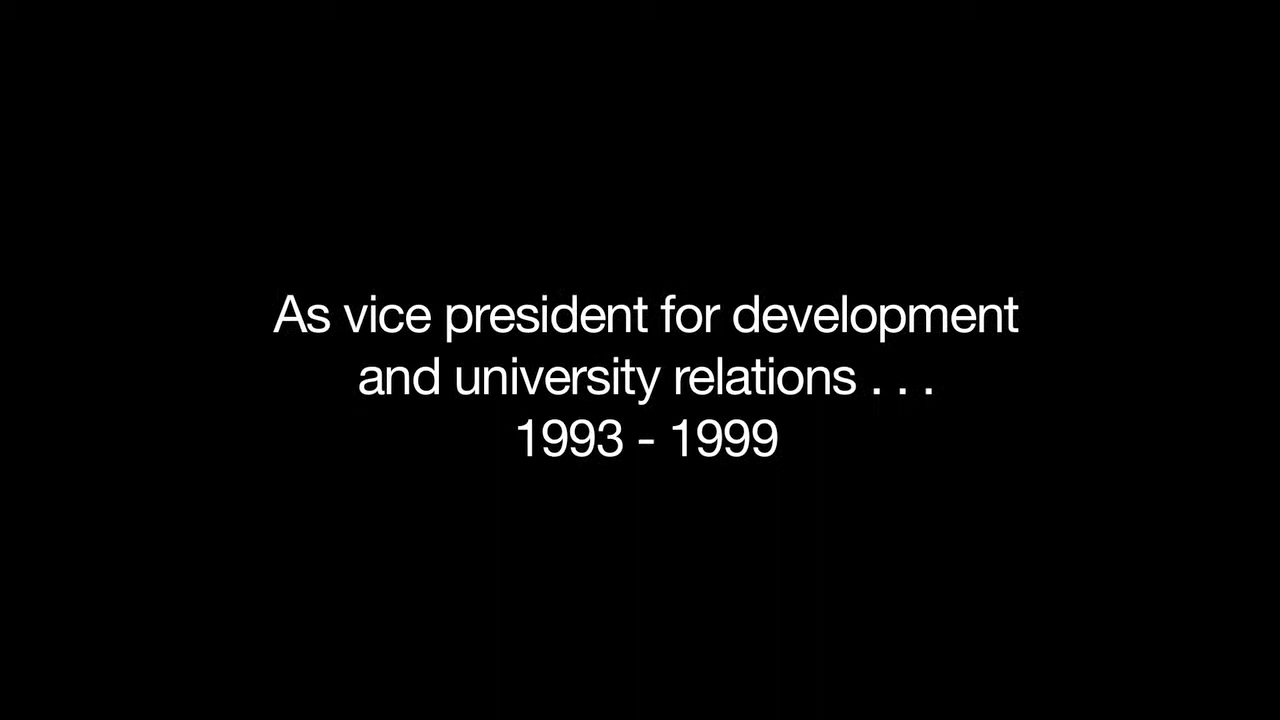 As vice president for development
and university relations . . .
1993 - 1999